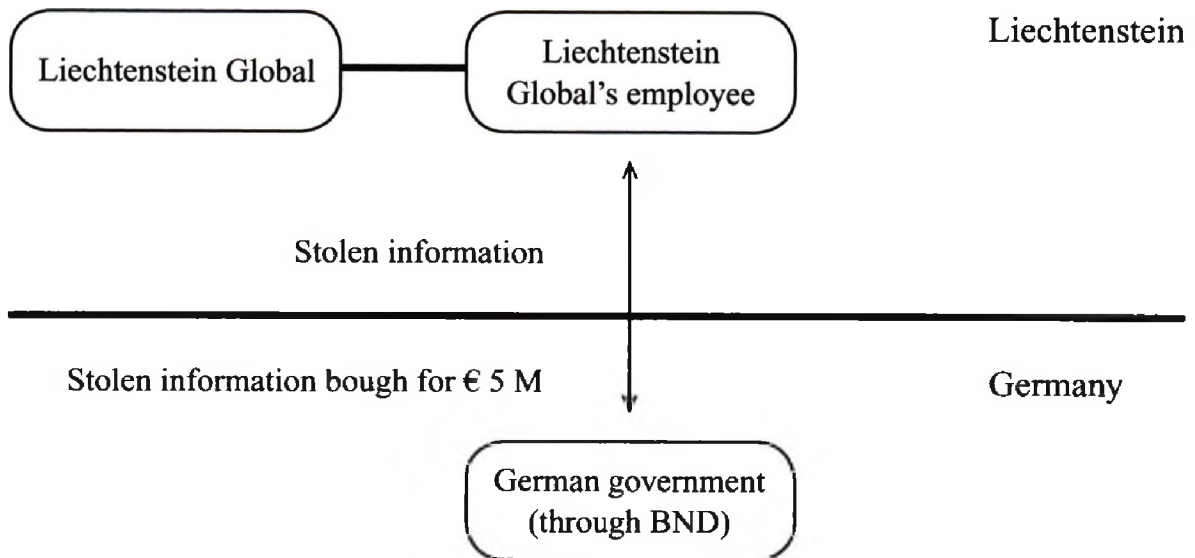 Liechtenstein
Liechtenstein Global
Liechtenstein
Global's employee
Stolen information
Stolen information bough for € 5 M
Germany
German government
(through BND)